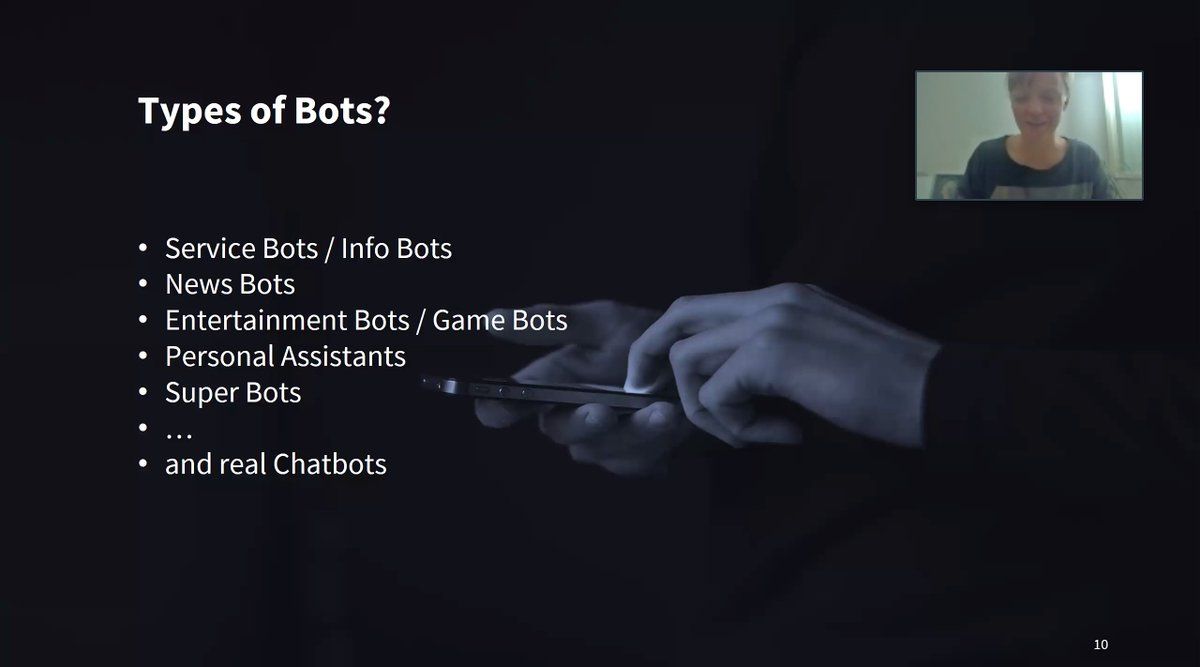 Types of Bots?
• Service Bots / Info Bots
• News Bots
• Entertainment Bots / Game Bots
• Personal Assistants
• Super Bots
• …
• and real Chatbots
10